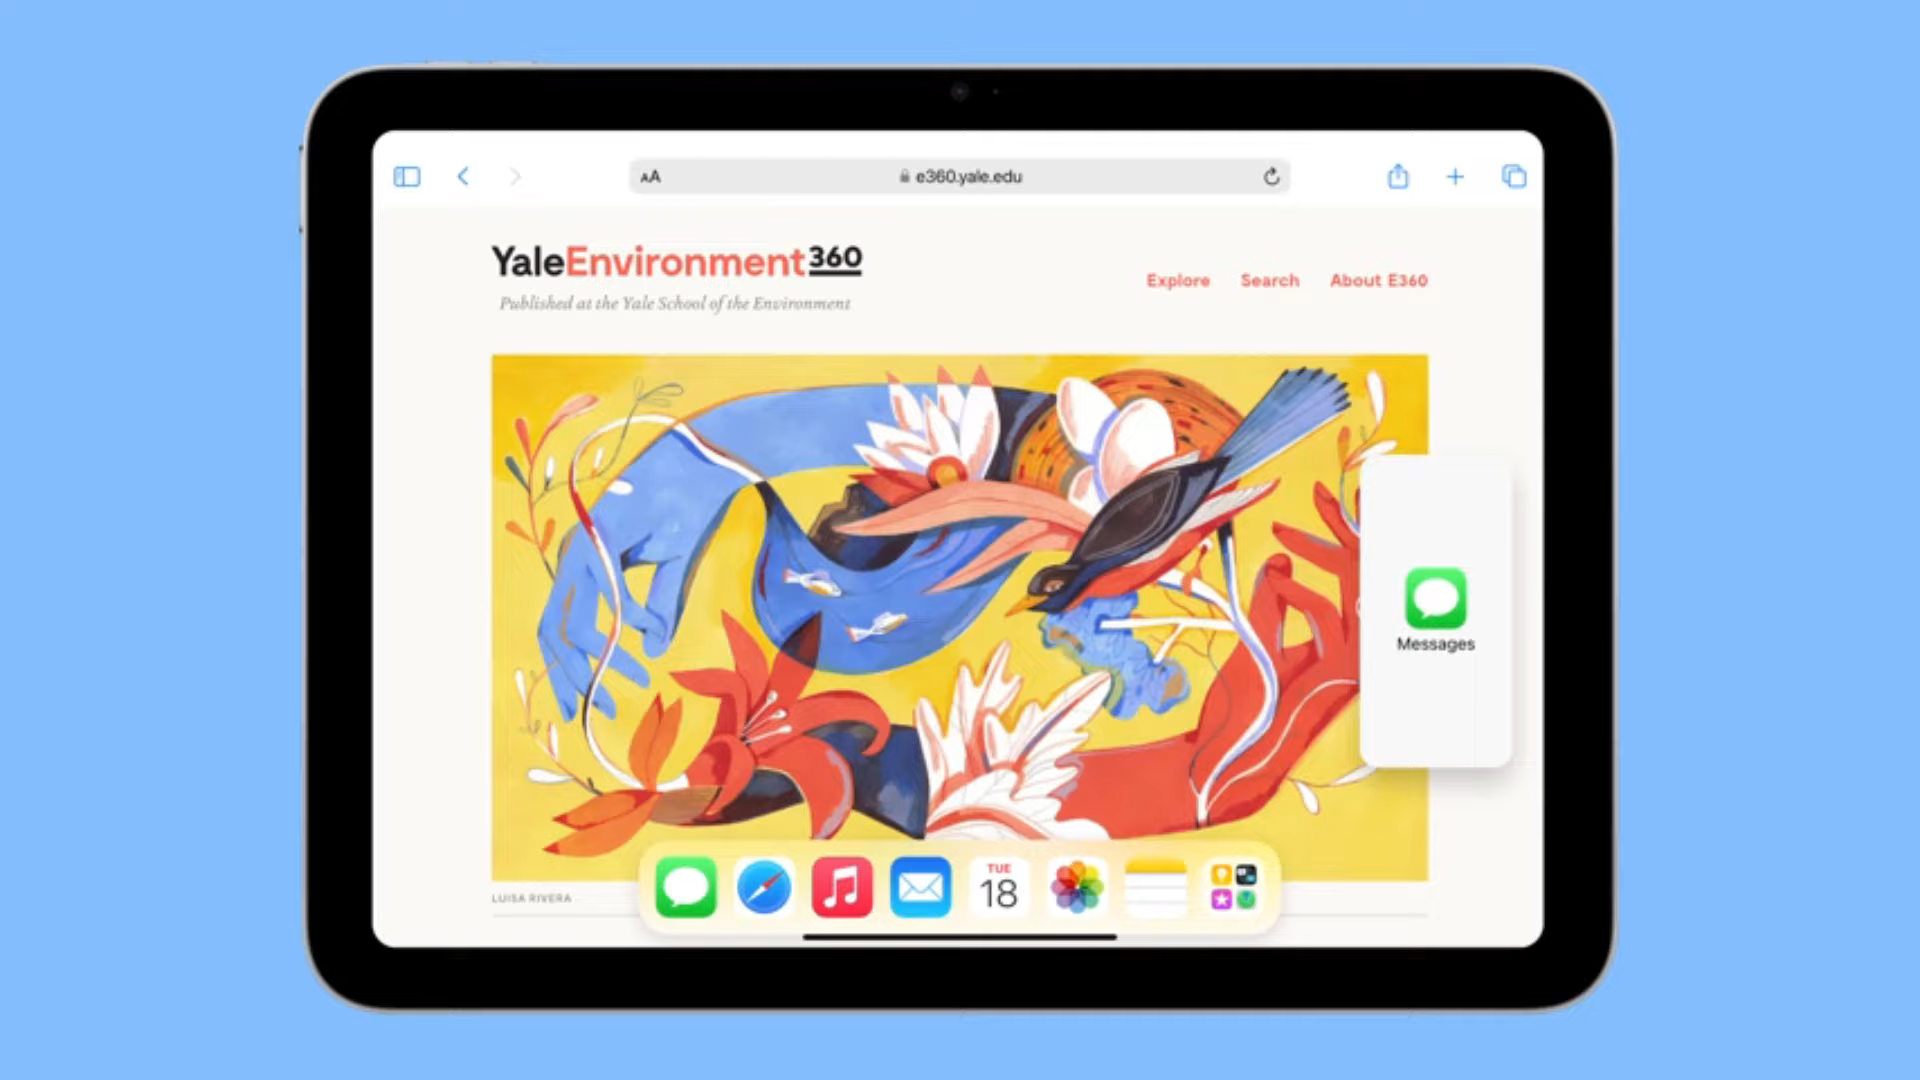 AA
e360.yale.edu
YaleEnvironment360
Published at the Yale School of the Environment
Explore Search About E360
Messages
TUE
18
LUISA RIVERA